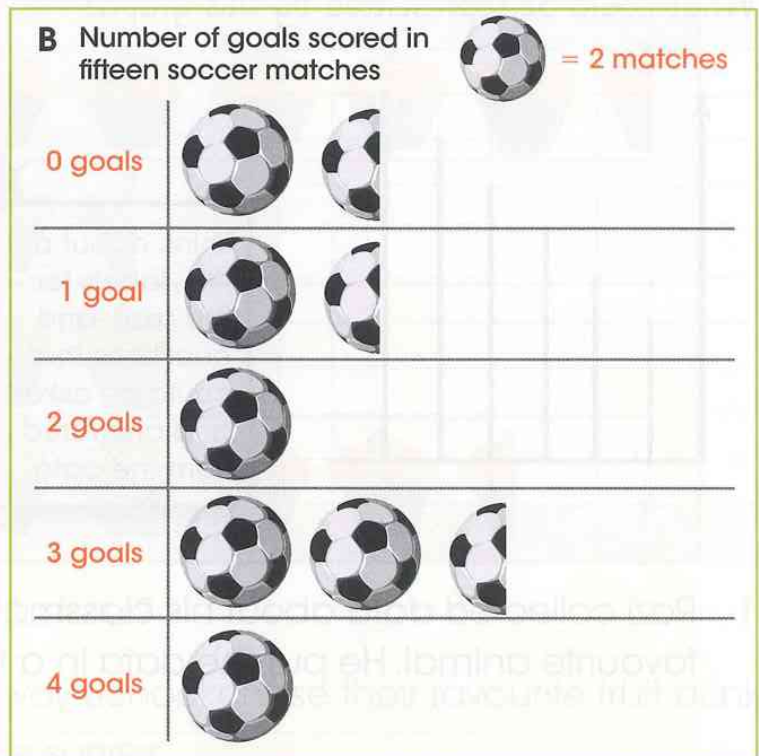 B Number of goals scored in
fifteen soccer matches
= 2 matches
0 goals
1 goal
2 goals
3 goals
4 goals